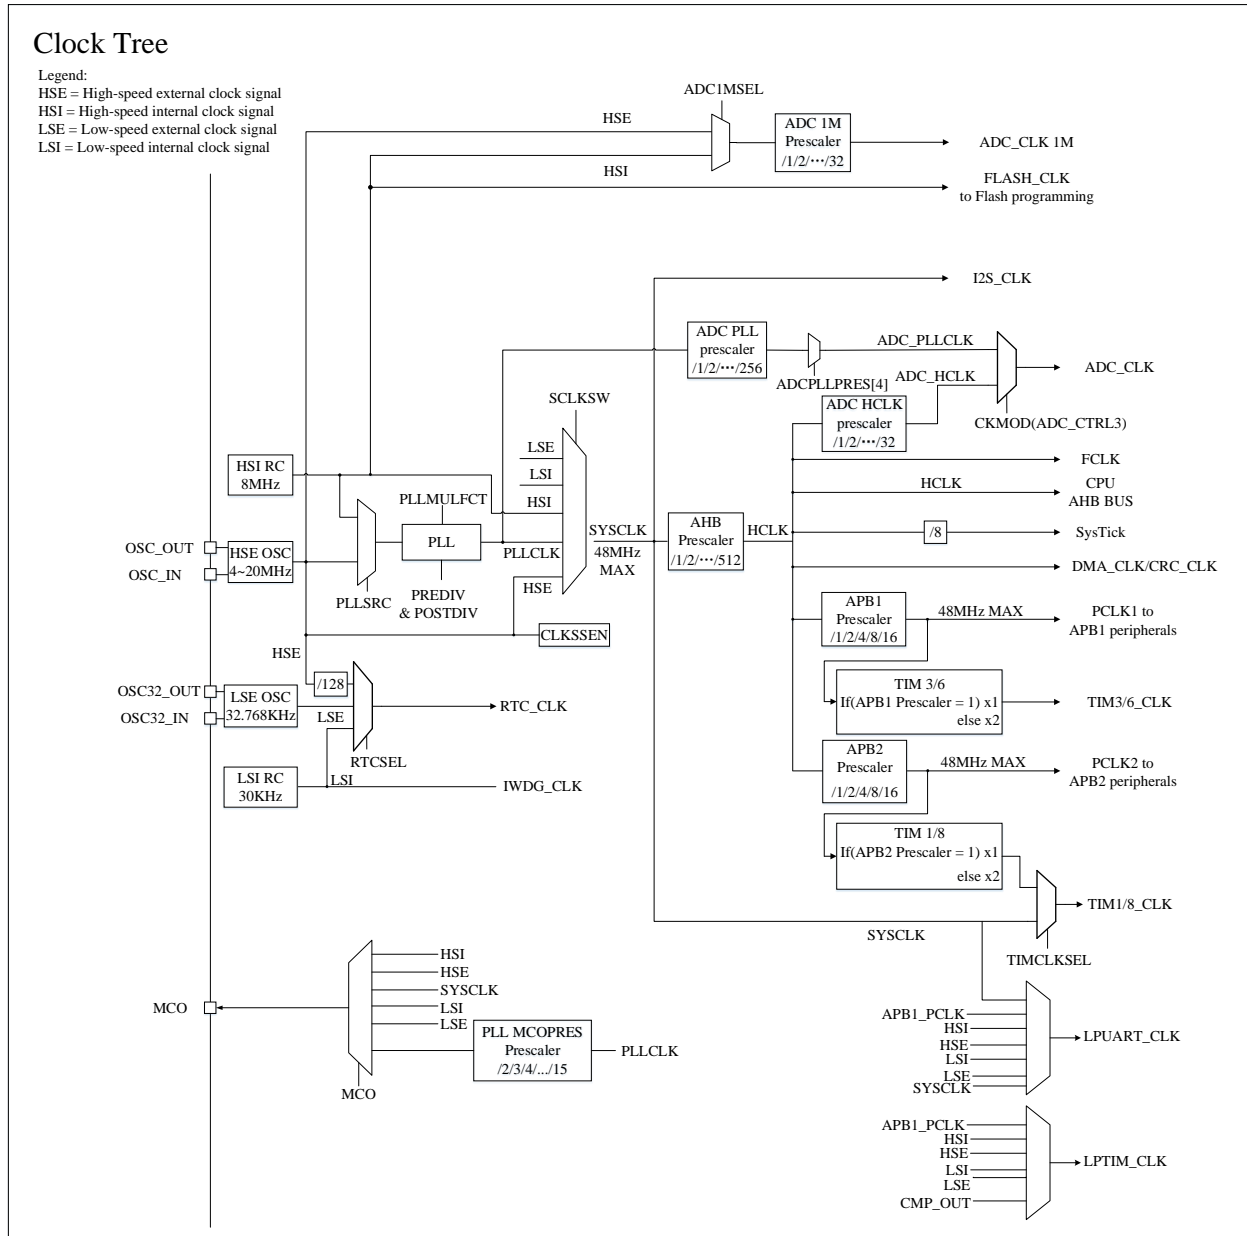 Clock Tree
Legend:
HSE = High-speed external clock signal
HSI = High-speed internal clock signal
LSE = Low-speed external clock signal
LSI = Low-speed internal clock signal
ADC1MSEL
HSE
HSI
ADC 1M
Prescaler
/1/2/···/32
ADC_CLK 1M
FLASH_CLK
to Flash programming
I2S_CLK
ADC PLL
prescaler
/1/2/···/256
ADCPLLPRES[4]
ADC_PLLCLK
ADC_HCLK
ADC_CLK
CKMOD(ADC_CTRL3)
ADC HCLK
prescaler
/1/2/···/32
SCLKSW
LSE
LSI
HSI
PLLCLK
HSE
HSI RC
8MHz
PLLMULFCT
PLL
PREDIV
& POSTDIV
PLLSRC
OSC_OUT
OSC_IN
HSE OSC
4~20MHz
SYSCLK
48MHz
MAX
AHB
Prescaler
/1/2/···/512
HCLK
FCLK
HCLK
CPU
AHB BUS
/8
SysTick
DMA_CLK/CRC_CLK
CLKSSEN
HSE
/128
OSC32_OUT
OSC32_IN
LSE OSC
32.768KHz
LSE
RTC_CLK
RTCSEL
LSI RC
30KHz
LSI
IWDG_CLK
APB1
Prescaler
/1/2/4/8/16
48MHz MAX
PCLK1 to
APB1 peripherals
TIM 3/6
If(APB1 Prescaler = 1) x1
else x2
TIM3/6_CLK
APB2
Prescaler
/1/2/4/8/16
48MHz MAX
PCLK2 to
APB2 peripherals
TIM 1/8
If(APB2 Prescaler = 1) x1
else x2
TIM1/8_CLK
SYSCLK
TIMCLKSEL
MCO
HSI
HSE
SYSCLK
LSI
LSE
PLL MCOPRES
Prescaler
/2/3/4/.../15
PLLCLK
MCO
APB1_PCLK
HSI
HSE
LSI
LSE
SYSCLK
LPUART_CLK
APB1_PCLK
HSI
HSE
LSI
LSE
CMP_OUT
LPTIM_CLK